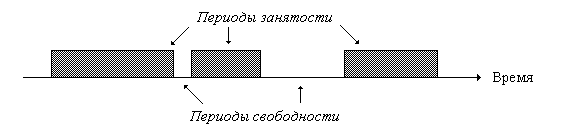 Периоды занятости
Время
Периоды свободности